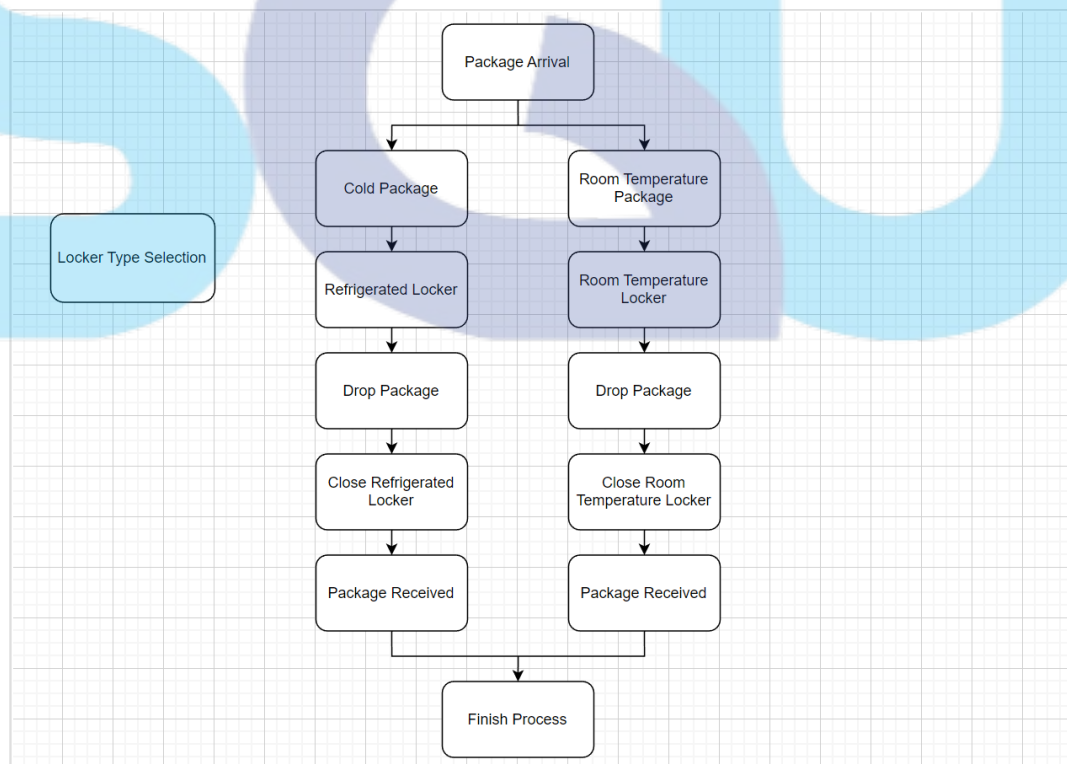 Package Arrival
Cold Package
Room Temperature
Package
Locker Type Selection
Refrigerated Locker
Room Temperature
Locker
Drop Package
Drop Package
Close Refrigerated
Locker
Close Room
Temperature Locker
Package Received
Package Received
Finish Process